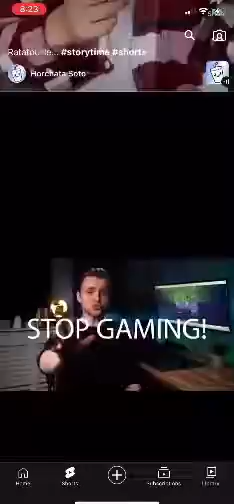 8:23
Ratatouille... #storytime #shorts
Horchata Soto
STOP GAMING!
Home
Shorts
Subscriptions
Library